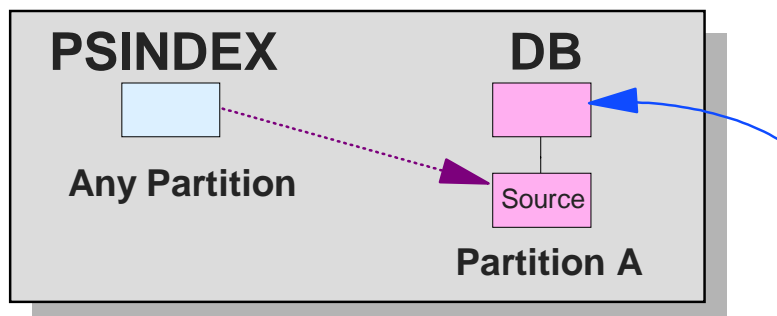 PSINDEX
DB
Any Partition
Source
Partition A